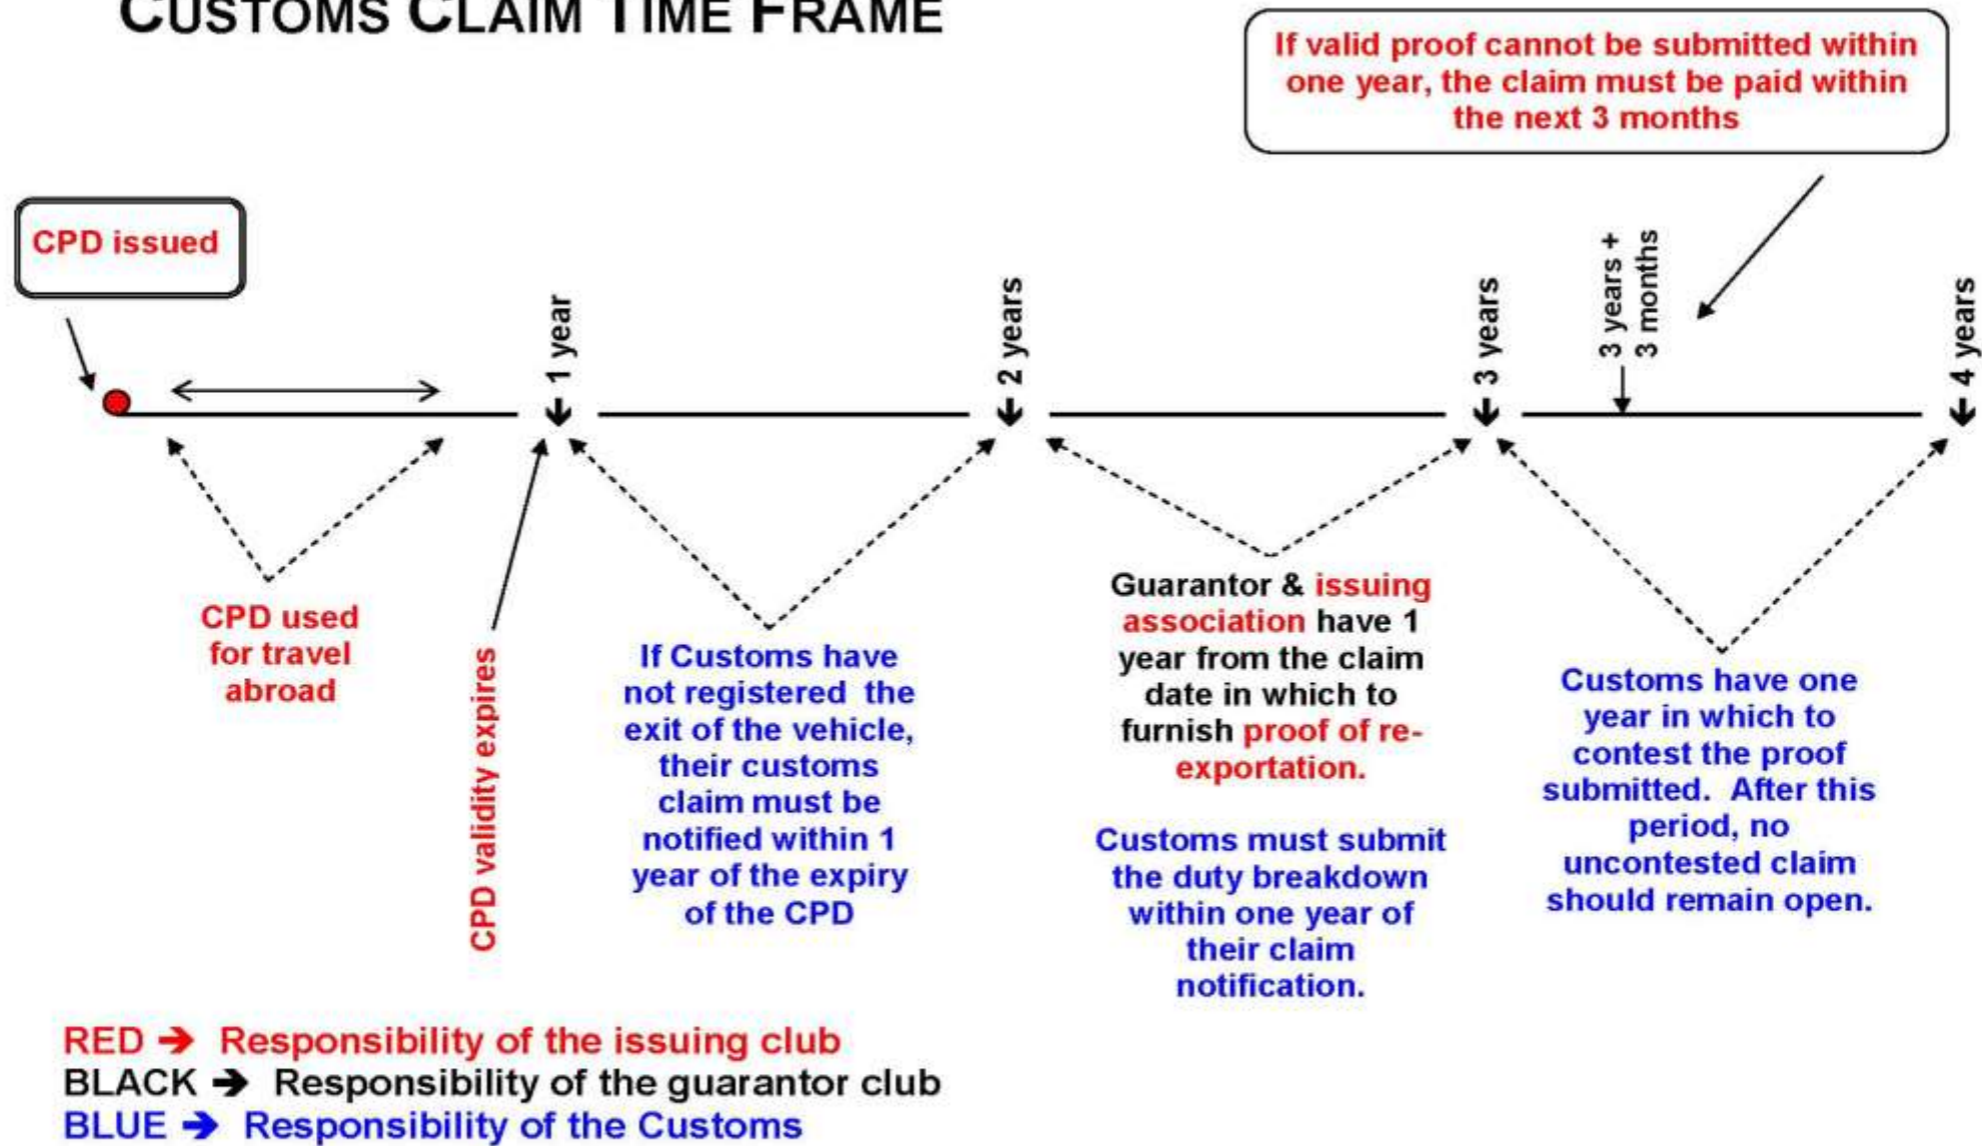 CUSTOMS CLAIM TIME FRAME
If valid proof cannot be submitted within
one year, the claim must be paid within
the next 3 months
CPD issued
1 year
2 years
3 years
3 years +
3 months
4 years
CPD used
for travel
abroad
CPD validity expires
If Customs have
not registered the
exit of the vehicle,
their customs
claim must be
notified within 1
year of the expiry
of the CPD
Guarantor & issuing
association have 1
year from the claim
date in which to
furnish proof of re-
exportation.
Customs must submit
the duty breakdown
within one year of
their claim
notification.
Customs have one
year in which to
contest the proof
submitted. After this
period, no
uncontested claim
should remain open.
RED ➔ Responsibility of the issuing club
BLACK ➔ Responsibility of the guarantor club
BLUE ➔ Responsibility of the Customs